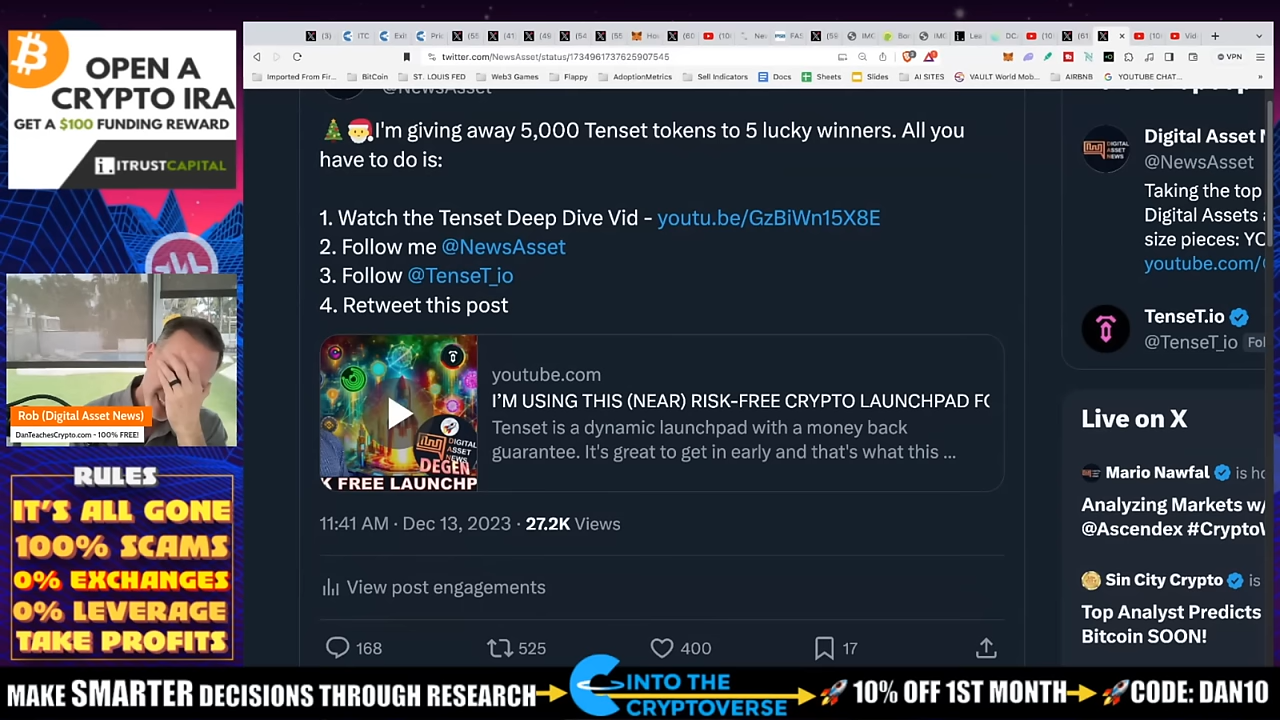 OPEN A
CRYPTO IRA
GET A $100 FUNDING REWARD
iTRUSTCAPITAL
Rob (Digital Asset News)
DanTeachesCrypto.com - 100% FREE!
RULES
IT'S ALL GONE
100% SCAMS
0% EXCHANGES
0% LEVERAGE
TAKE PROFITS
twitter.com/NewsAsset/status/1734961737625907545
VPN
Imported From Fir...
BitCoin
ST. LOUIS FED
Web3 Games
Flappy
AdoptionMetrics
Sell Indicators
Docs
Sheets
Slides
AI SITES
VAULT World Mob...
AIRBNB
YOUTUBE CHAT...
@NewsAsset
🎄🎅I'm giving away 5,000 Tenset tokens to 5 lucky winners. All you
have to do is:
1. Watch the Tenset Deep Dive Vid - youtu.be/GzBiWn15X8E
2. Follow me @NewsAsset
3. Follow @TenseT_io
4. Retweet this post
DIGITAL
ASSET
DEGEN
K FREE LAUNCHP
youtube.com
I'M USING THIS (NEAR) RISK-FREE CRYPTO LAUNCHPAD FO
Tenset is a dynamic launchpad with a money back
guarantee. It's great to get in early and that's what this ...
11:41 AM · Dec 13, 2023 · 27.2K Views
View post engagements
168
525
400
17
Digital Asset N
@NewsAsset
Taking the top
Digital Assets a
size pieces: YO
youtube.com/
TenseT.io
@TenseT_io
Fol
Live on X
Mario Nawfal is ho
Analyzing Markets w/
@Ascendex #CryptoW
Sin City Crypto is
Top Analyst Predicts
Bitcoin SOON!
MAKE SMARTER DECISIONS THROUGH RESEARCH
INTO THE
CRYPTOVERSE
🚀 10% OFF 1ST MONTH
🚀CODE: DAN10